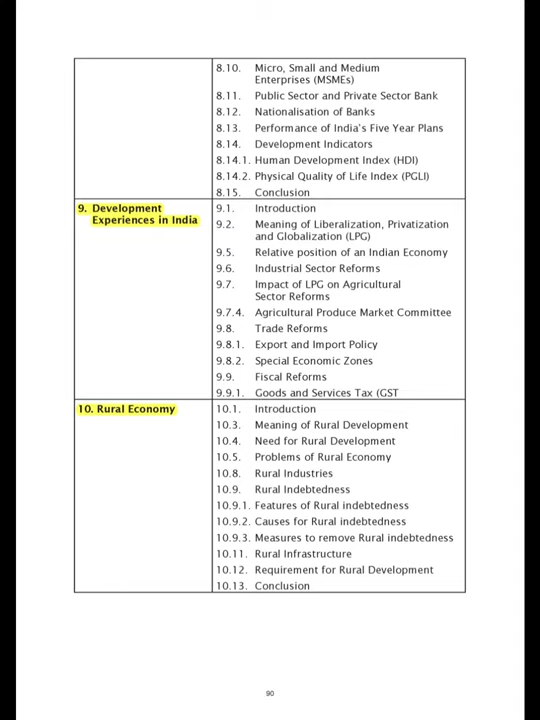 8.10. Micro, Small and Medium
Enterprises (MSMEs)
8.11. Public Sector and Private Sector Bank
8.12. Nationalisation of Banks
8.13. Performance of India's Five Year Plans
8.14. Development Indicators
8.14.1. Human Development Index (HDI)
8.14.2. Physical Quality of Life Index (PGLI)
8.15. Conclusion
9. Development
Experiences in India
9.1. Introduction
9.2. Meaning of Liberalization, Privatization
and Globalization (LPG)
9.5. Relative position of an Indian Economy
9.6. Industrial Sector Reforms
9.7. Impact of LPG on Agricultural
Sector Reforms
9.7.4. Agricultural Produce Market Committee
9.8. Trade Reforms
9.8.1. Export and Import Policy
9.8.2. Special Economic Zones
9.9. Fiscal Reforms
9.9.1. Goods and Services Tax (GST
10. Rural Economy
10.1. Introduction
10.3. Meaning of Rural Development
10.4. Need for Rural Development
10.5. Problems of Rural Economy
10.8. Rural Industries
10.9. Rural Indebtedness
10.9.1. Features of Rural indebtedness
10.9.2. Causes for Rural indebtedness
10.9.3. Measures to remove Rural indebtedness
10.11. Rural Infrastructure
10.12. Requirement for Rural Development
10.13. Conclusion
90